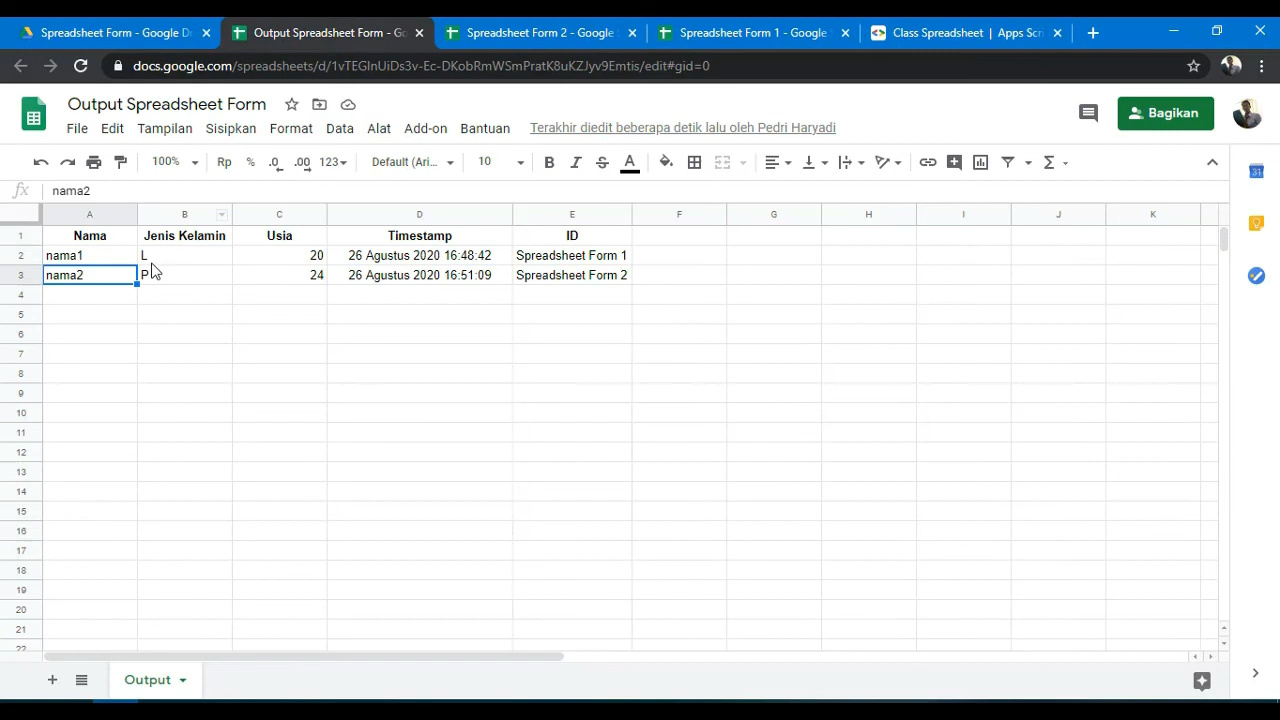 Spreadsheet Form - Google Dr
Output Spreadsheet Form - Go
Spreadsheet Form 2 - Google
Spreadsheet Form 1 - Google
Class Spreadsheet | Apps Scri
docs.google.com/spreadsheets/d/1vTEGlnUiDs3v-Ec-DKobRmWSmPratK8uKZJyv9Emtis/edit#gid=0
Output Spreadsheet Form
File Edit Tampilan Sisipkan Format Data Alat Add-on Bantuan Terakhir diedit beberapa detik lalu oleh Pedri Haryadi
Bagikan
100% Rp % .0 .00 123 Default (Ari... 10 B I S A Σ
31
fx nama2
A B C D E F G H I J K
1 Nama Jenis Kelamin Usia Timestamp ID
2 nama1 L 20 26 Agustus 2020 16:48:42 Spreadsheet Form 1
3 nama2 P 24 26 Agustus 2020 16:51:09 Spreadsheet Form 2
4
5
6
7
8
9
10
11
12
13
14
15
16
17
18
19
20
21
22
Output